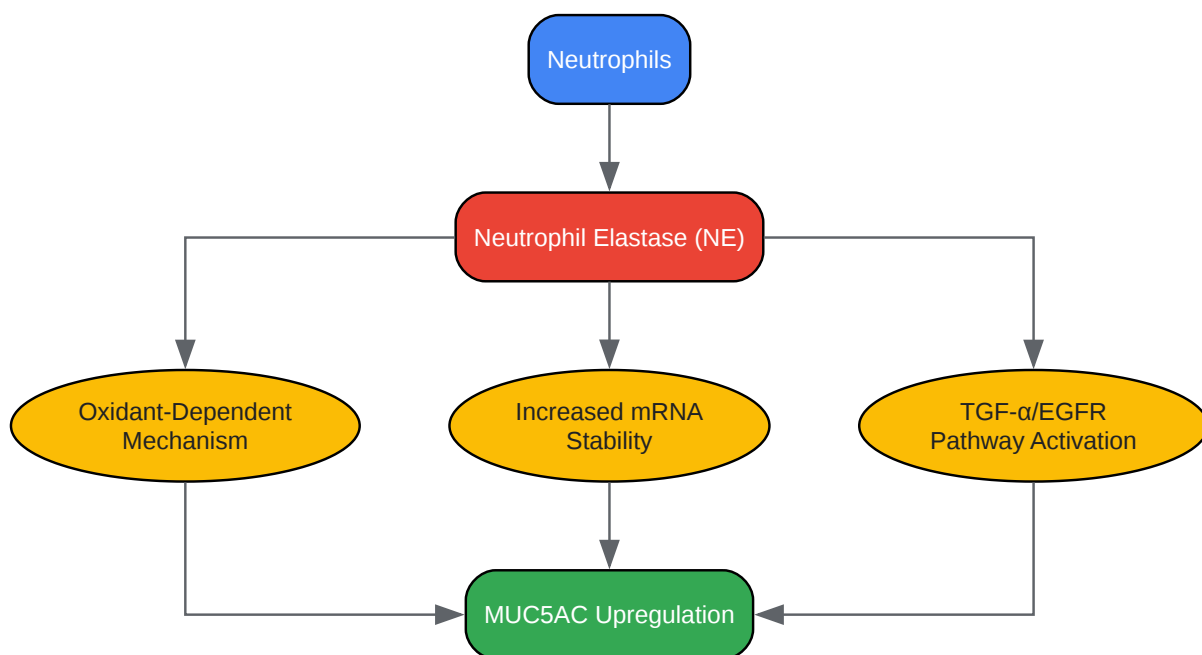 Neutrophils
Neutrophil Elastase (NE)
Oxidant-Dependent
Mechanism
Increased mRNA
Stability
TGF-α/EGFR
Pathway Activation
MUC5AC Upregulation